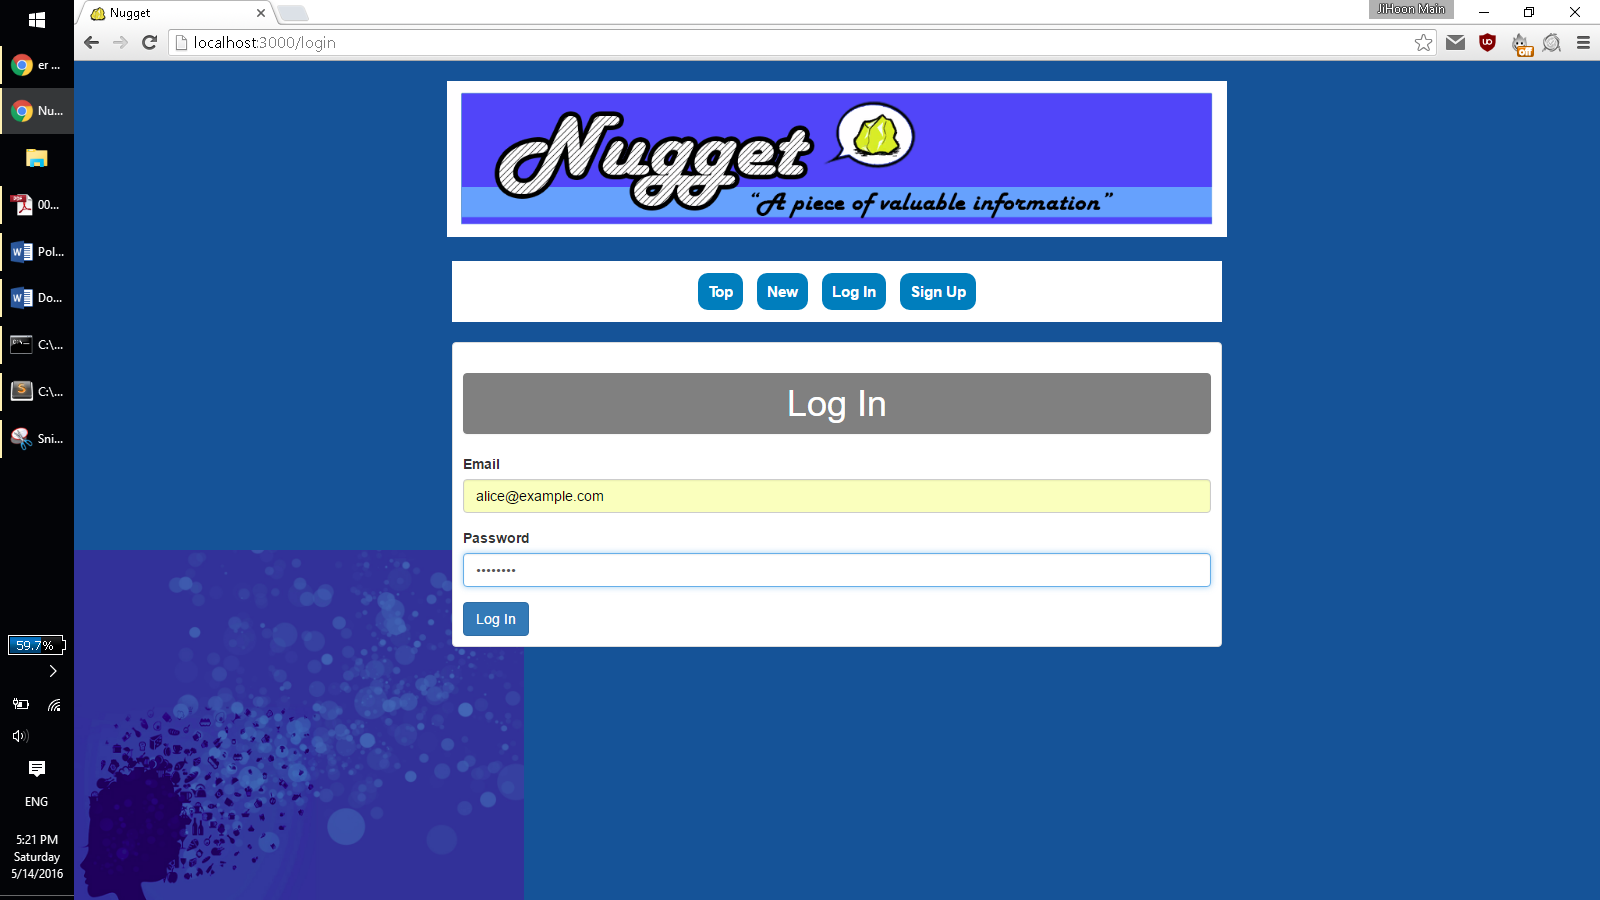 Nugget
JiHoon Main
localhost:3000/login
er ...
Nu...
00...
Pol...
Do...
C:\...
C:\...
Sni...
59.7%
ENG
5:21 PM
Saturday
5/14/2016
Nugget
"A piece of valuable information"
Top New Log In Sign Up
Log In
Email
alice@example.com
Password
••••••••
Log In